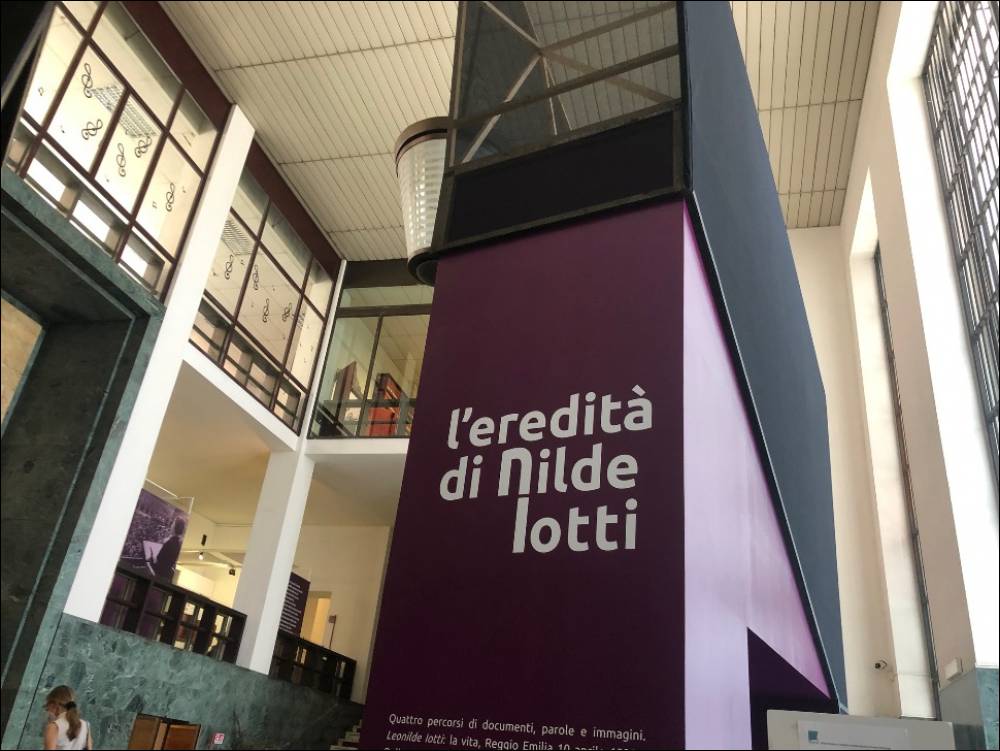 l'eredità
di nilde
Iotti
Quattro percorsi di documenti, parole e immagini.
Leonilde Iotti: la vita, Reggio Emilia 10 aprile